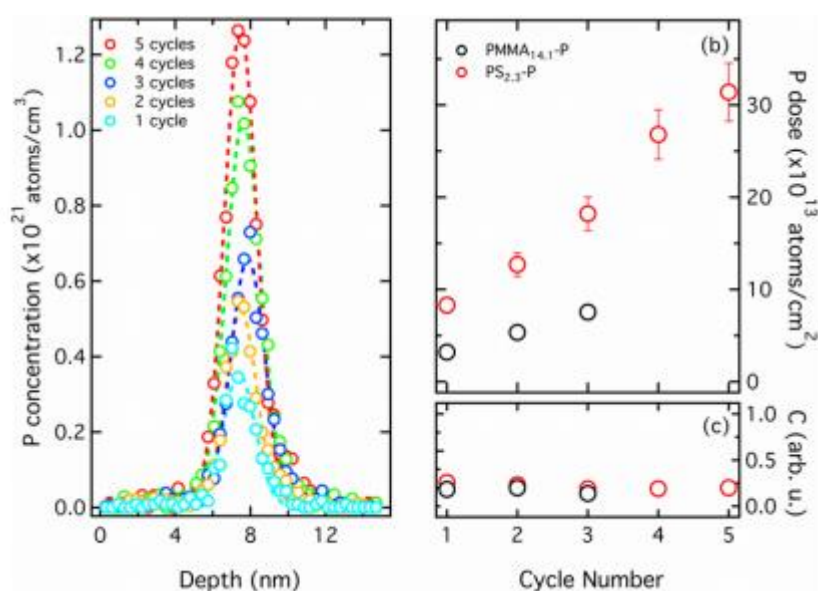 5 cycles
4 cycles
3 cycles
2 cycles
1 cycle
P concentration (x10²¹ atoms/cm³)
1.2
1.0
0.8
0.6
0.4
0.2
0.0
0 4 8 12
Depth (nm)
(b)
PMMA₁₄.₁-P
PS₂.₃-P
P dose (x10¹³ atoms/cm²)
30
20
10
0
(c)
C (arb. u.)
1.0
0.5
0.0
1 2 3 4 5
Cycle Number